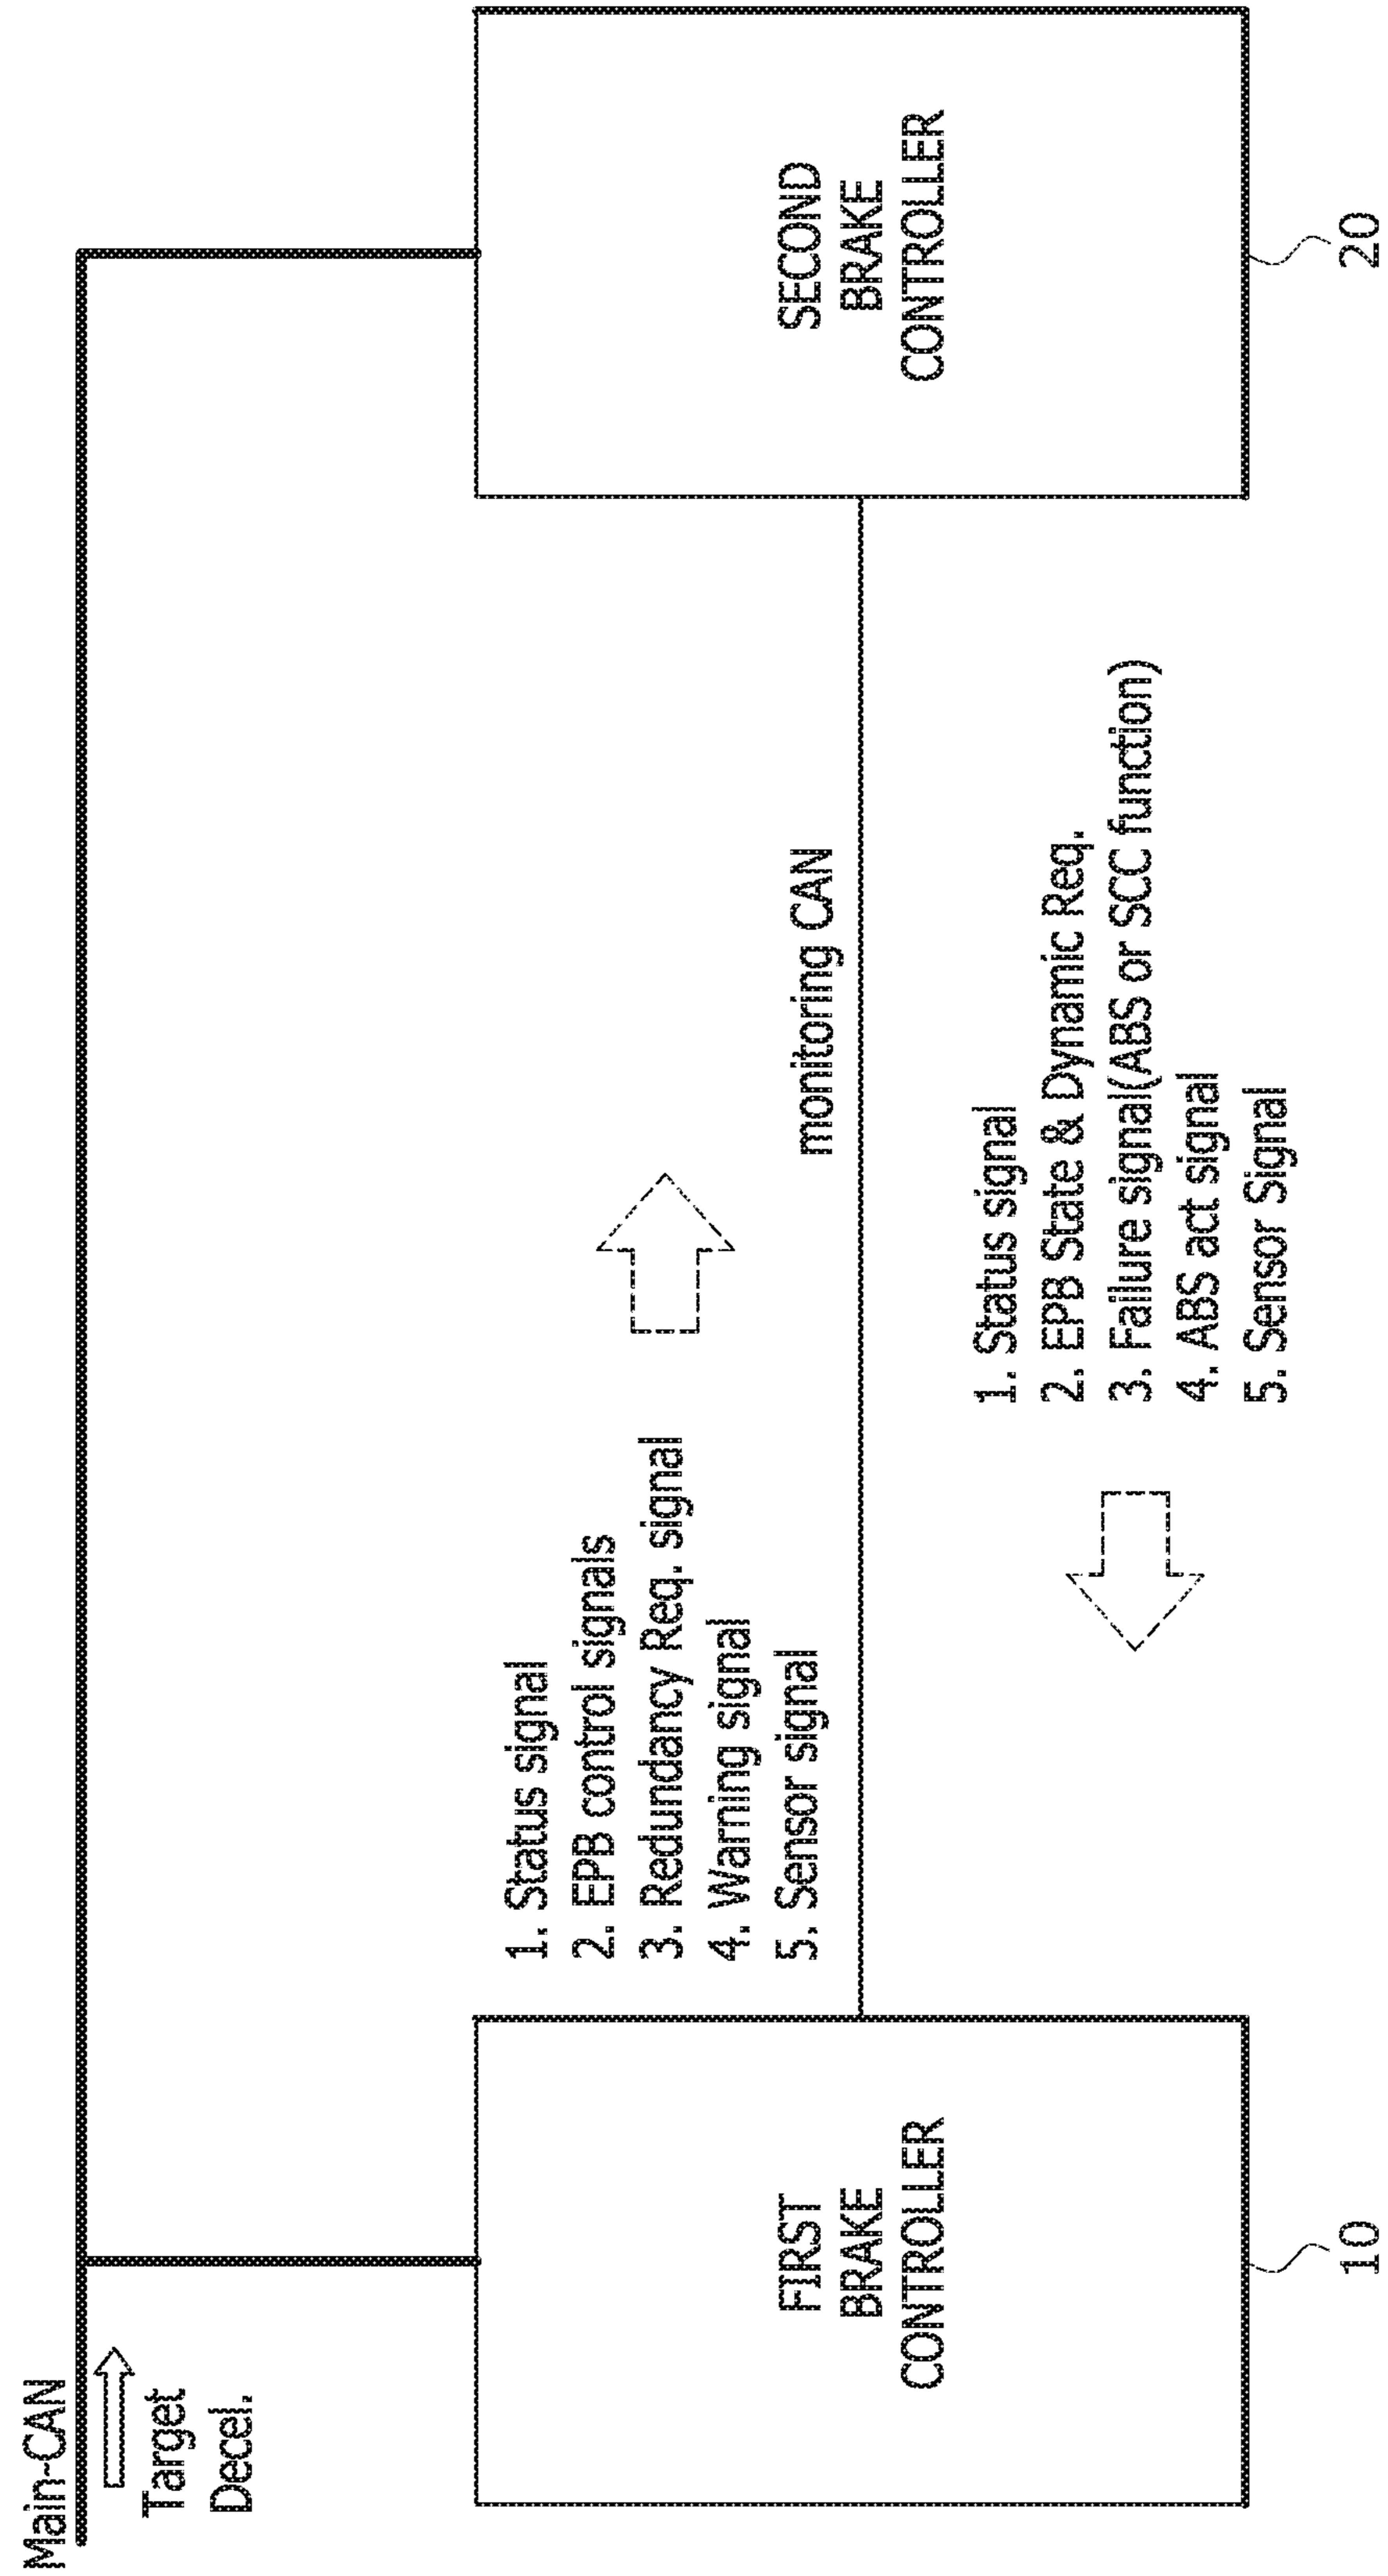 Main-CAN
Target
Decel.
FIRST
BRAKE
CONTROLLER
10
1. Status signal
2. EPB control signals
3. Redundancy Req. signal
4. Warning signal
5. Sensor signal
monitoring CAN
1. Status signal
2. EPB State & Dynamic Req.
3. Failure signal(ABS or SCC function)
4. ABS act signal
5. Sensor Signal
SECOND
BRAKE
CONTROLLER
20